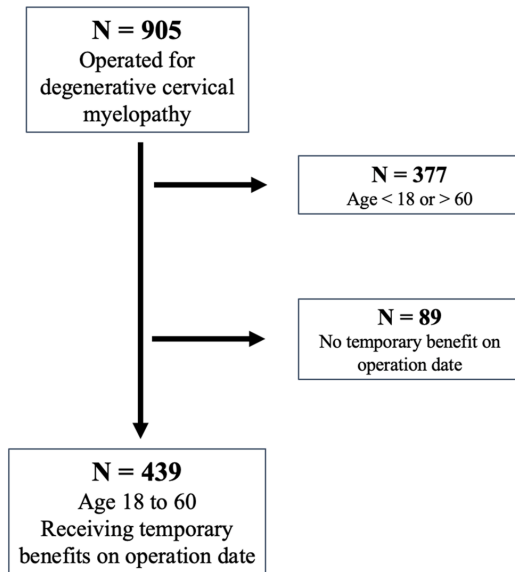 N = 905
Operated for
degenerative cervical
myelopathy
N = 377
Age < 18 or > 60
N = 89
No temporary benefit on
operation date
N = 439
Age 18 to 60
Receiving temporary
benefits on operation date